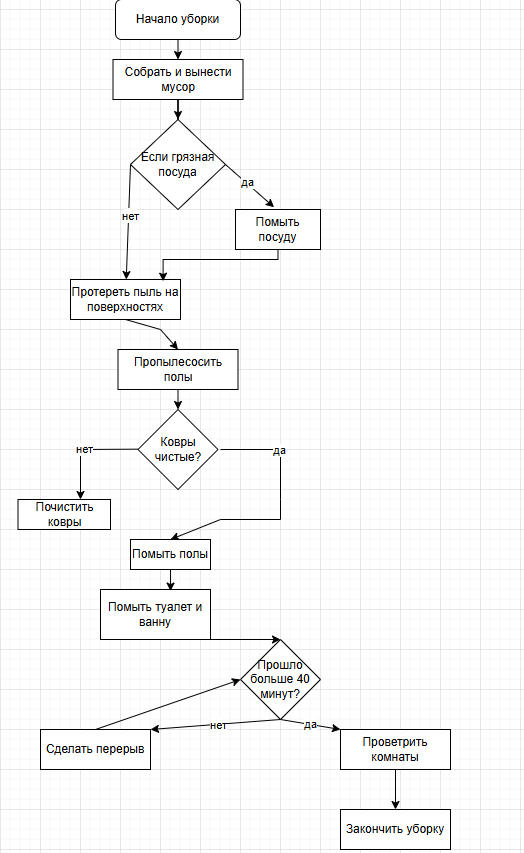 Начало уборки
Собрать и вынести
мусор
Если грязная
посуда
да
нет
Помыть
посуду
Протереть пыль на
поверхностях
Пропылесосить
полы
Ковры
чистые?
нет
да
Почистить
ковры
Помыть полы
Помыть туалет и
ванну
Прошло
больше 40
минут?
нет
да
Сделать перерыв
Проветрить
комнаты
Закончить уборку